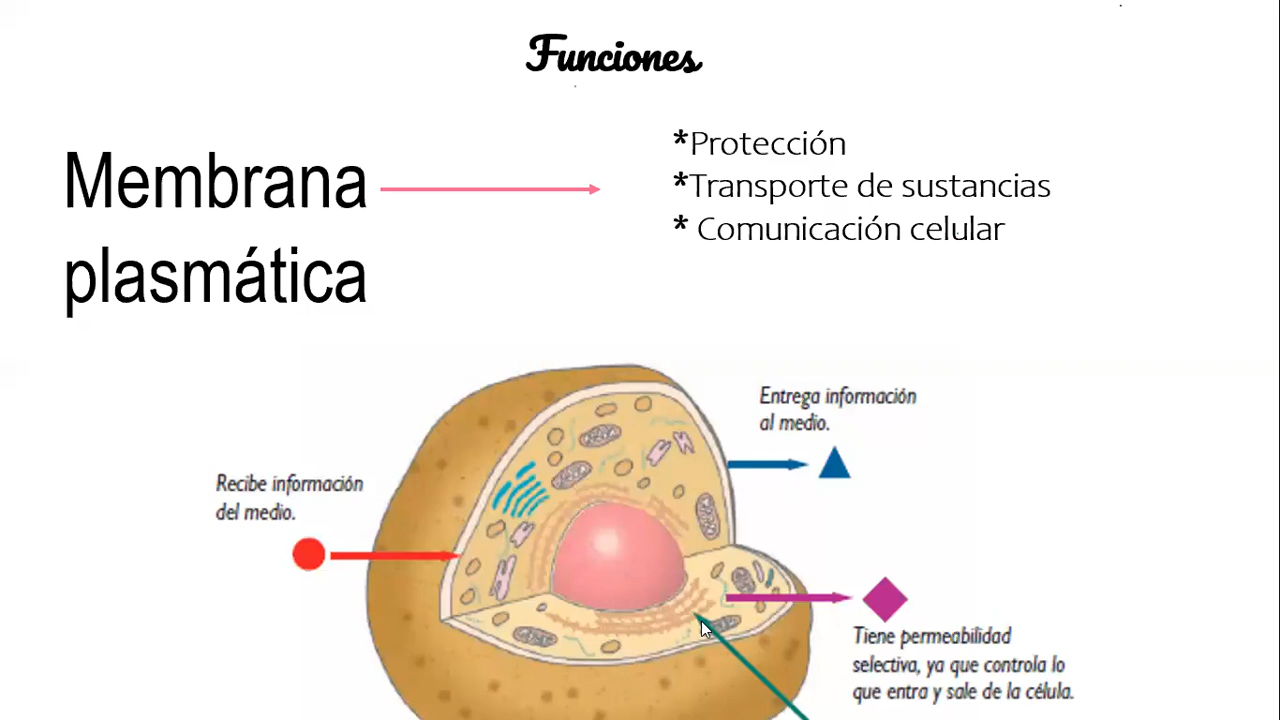 Funciones
Membrana
plasmática
*Protección
*Transporte de sustancias
* Comunicación celular
Entrega información
al medio.
Recibe información
del medio.
Tiene permeabilidad
selectiva, ya que controla lo
que entra y sale de la célula.